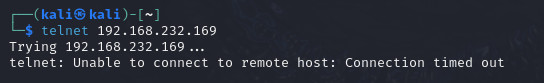 ┌──(kali㉿kali)-[~]
└─$ telnet 192.168.232.169
Trying 192.168.232.169...
telnet: Unable to connect to remote host: Connection timed out